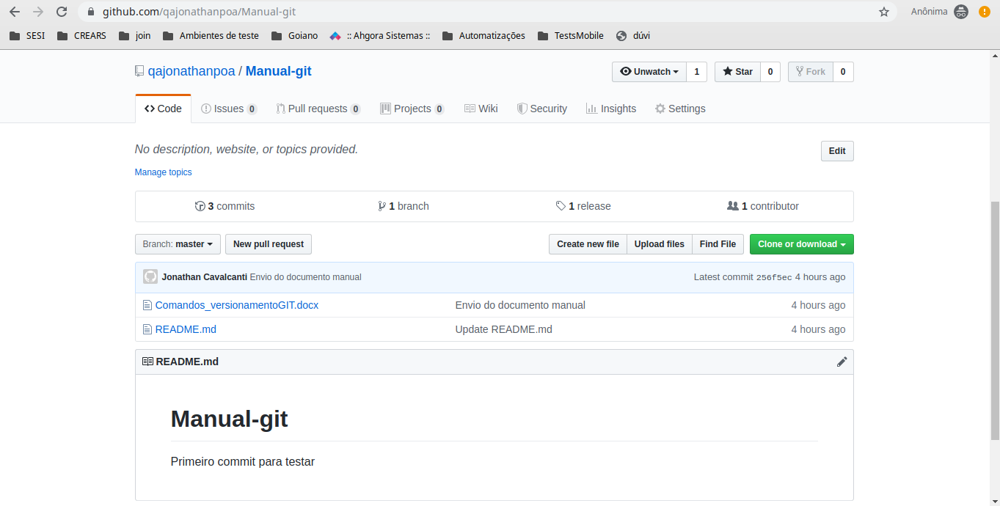 github.com/qajonathanpoa/Manual-git Anônima
SESI CREARS join Ambientes de teste Goiano :: Ahgora Sistemas :: Automatizações TestsMobile dúvi
qajonathanpoa / Manual-git Unwatch 1 Star 0 Fork 0
Code Issues 0 Pull requests 0 Projects 0 Wiki Security Insights Settings
No description, website, or topics provided. Edit
Manage topics
3 commits 1 branch 1 release 1 contributor
Branch: master New pull request Create new file Upload files Find File Clone or download
Jonathan Cavalcanti Envio do documento manual Latest commit 256f5ec 4 hours ago
Comandos_versionamentoGIT.docx Envio do documento manual 4 hours ago
README.md Update README.md 4 hours ago
README.md
Manual-git
Primeiro commit para testar